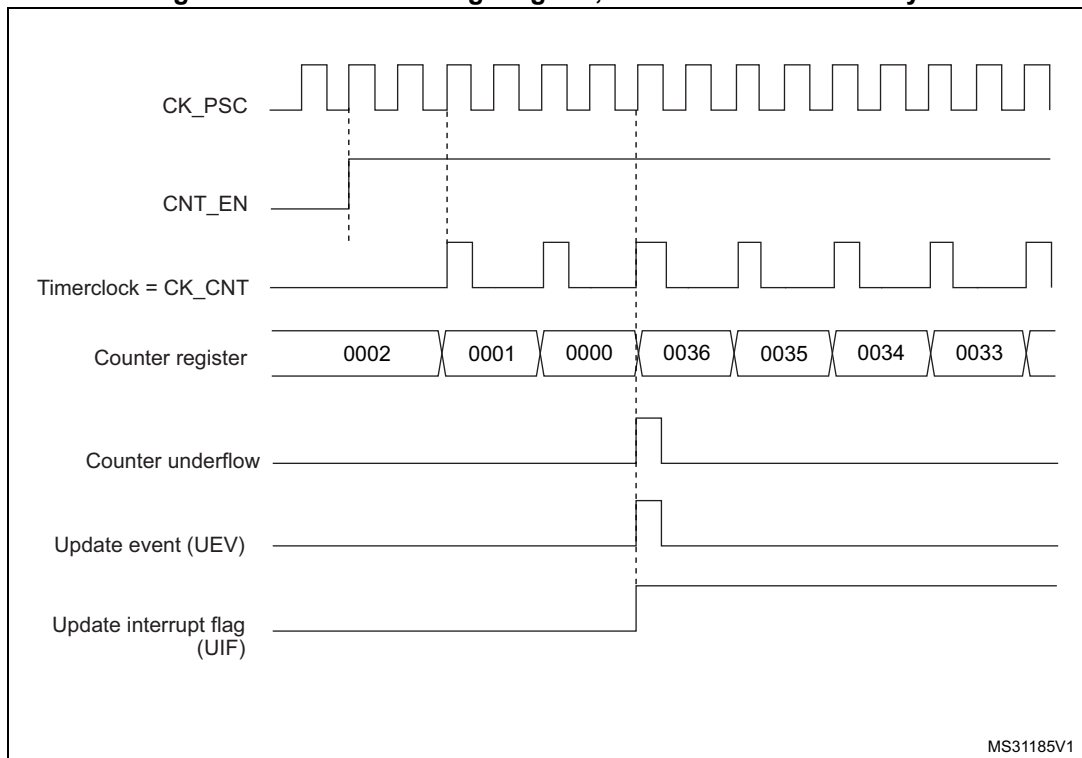 CK_PSC
CNT_EN
Timerclock = CK_CNT
Counter register 0002 0001 0000 0036 0035 0034 0033
Counter underflow
Update event (UEV)
Update interrupt flag
(UIF)
MS31185V1